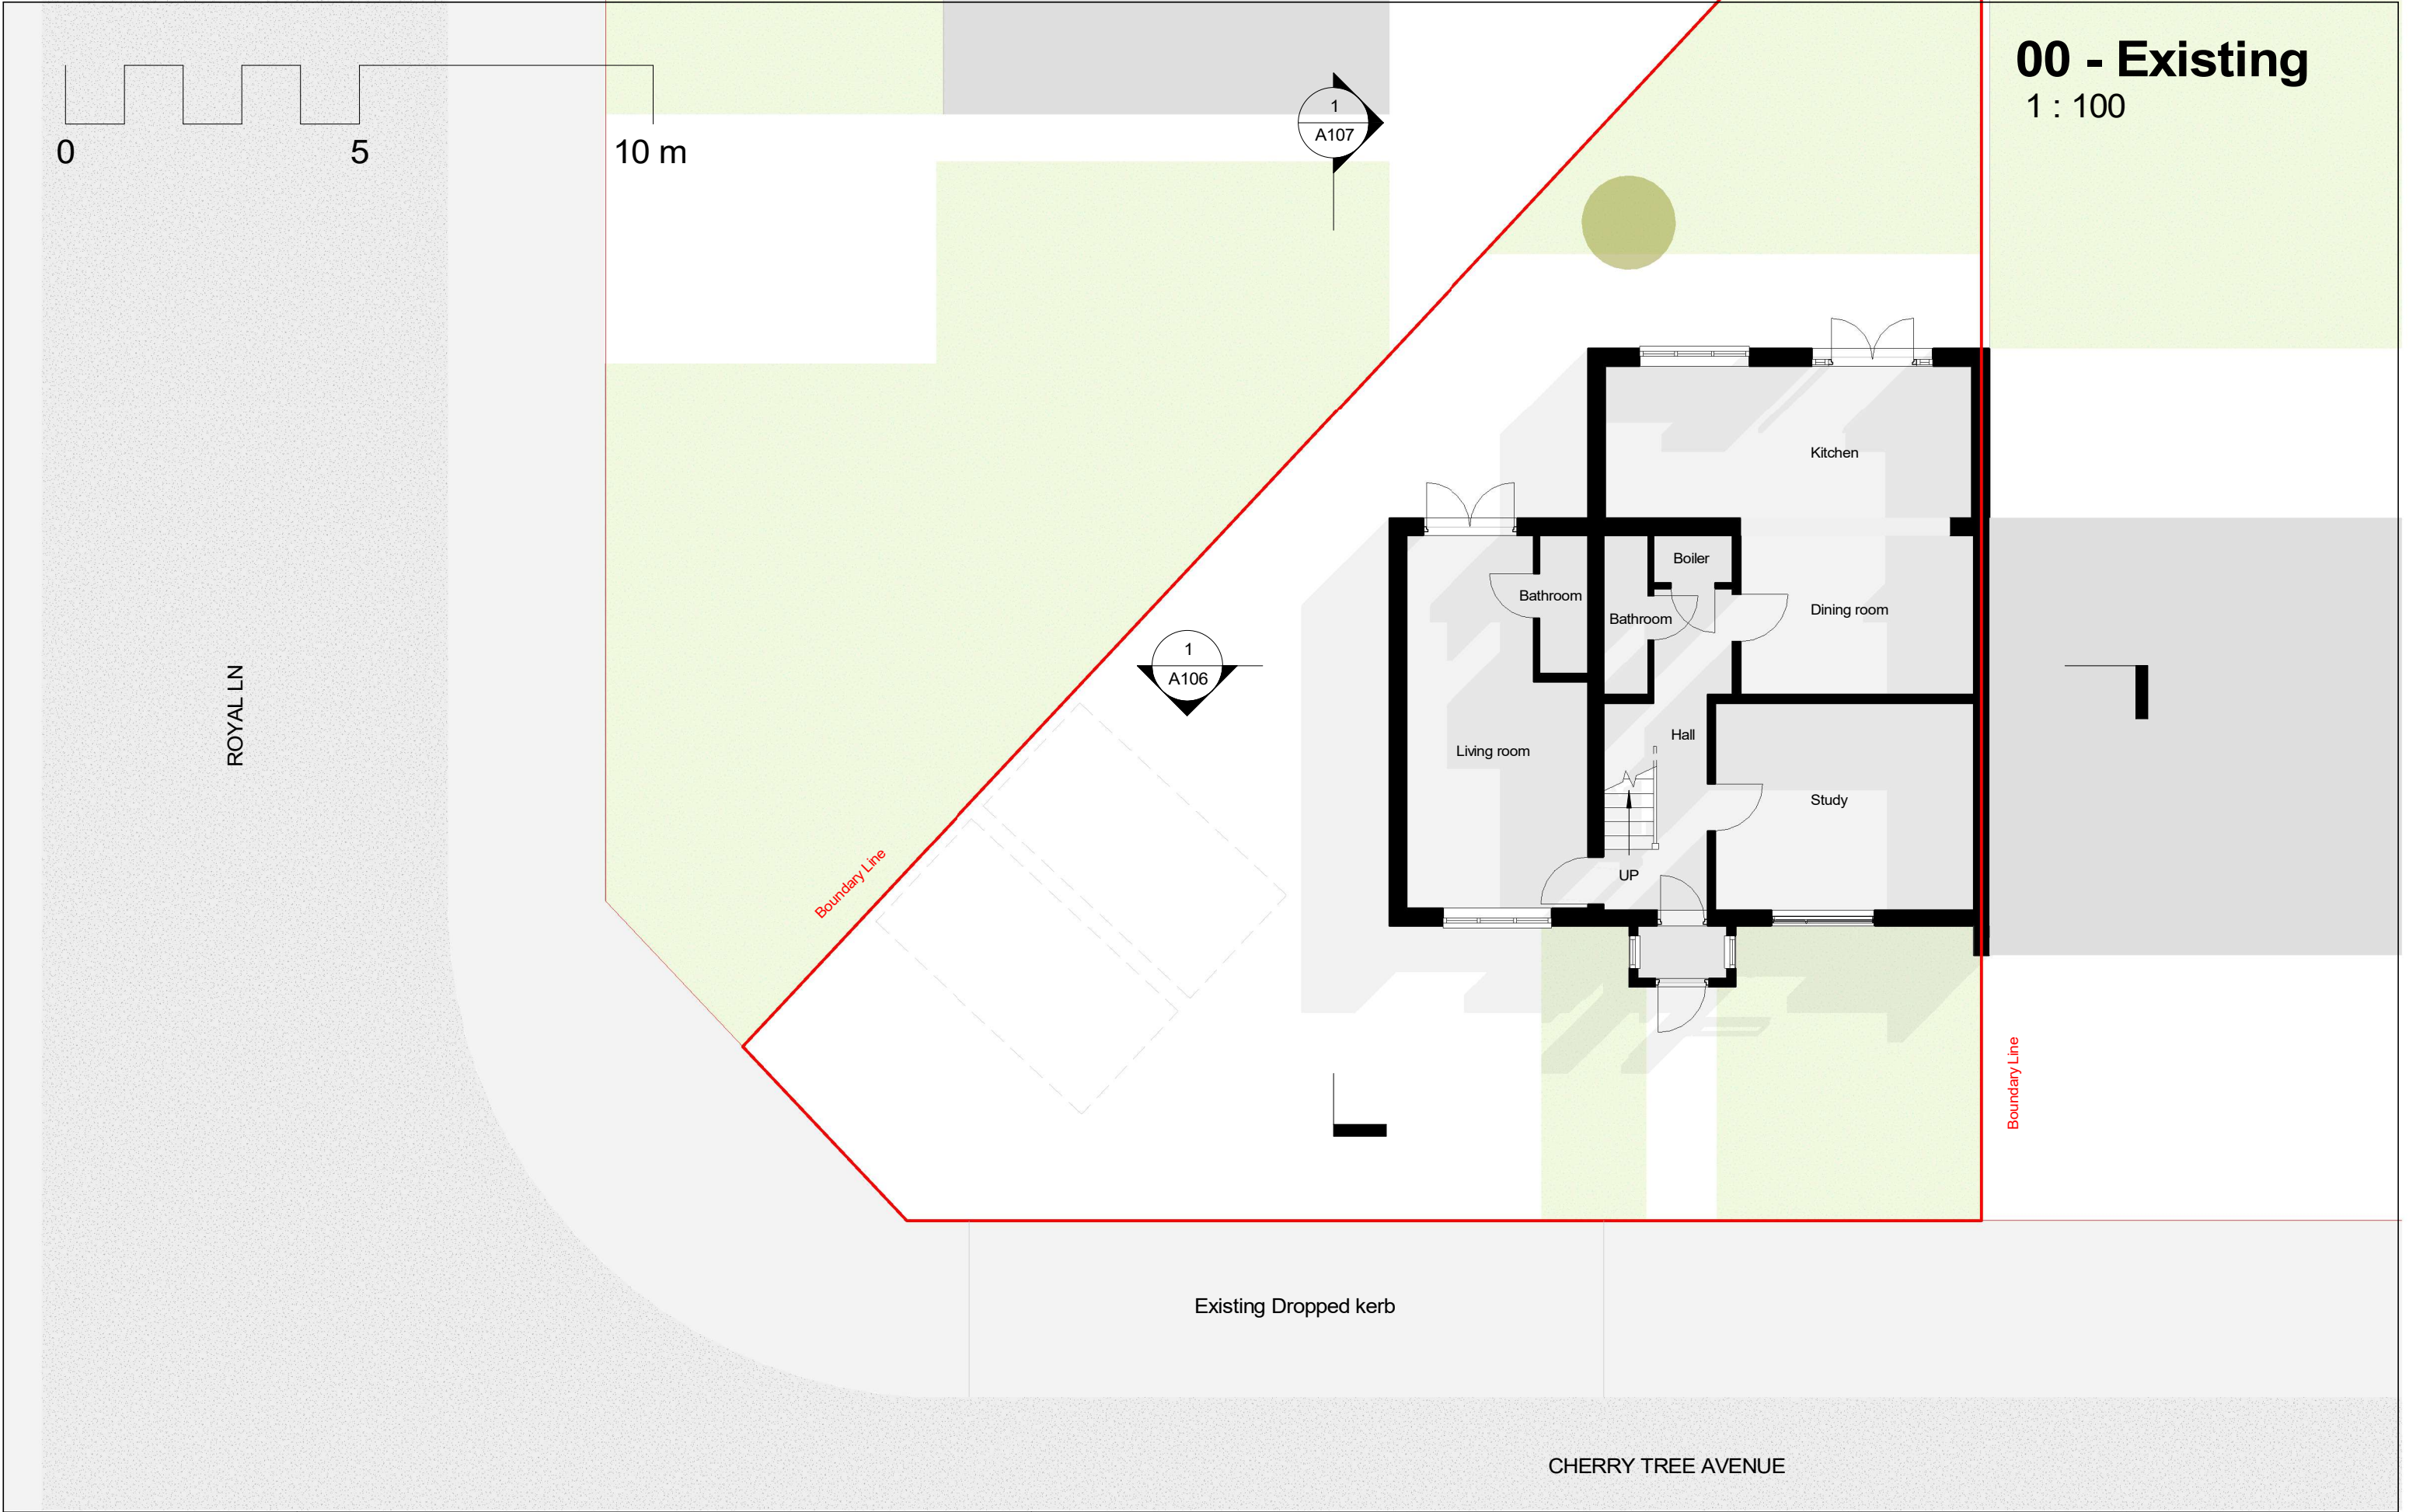 00 - Existing
1 : 100
0
5
10 m
1
A107
Kitchen
Boiler
Bathroom
Bathroom
Dining room
1
A106
ROYAL LN
Hall
Living room
Study
UP
Boundary Line
Boundary Line
Existing Dropped kerb
CHERRY TREE AVENUE